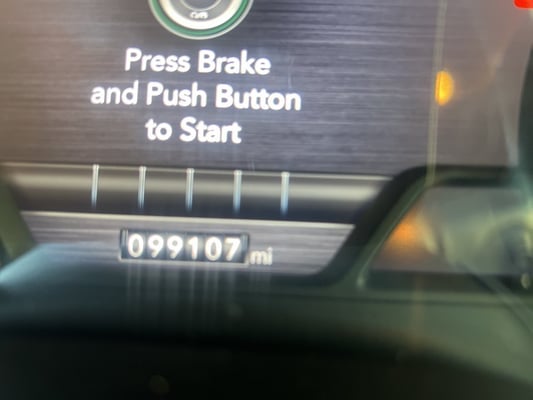 Press Brake
and Push Button
to Start
099107 mi